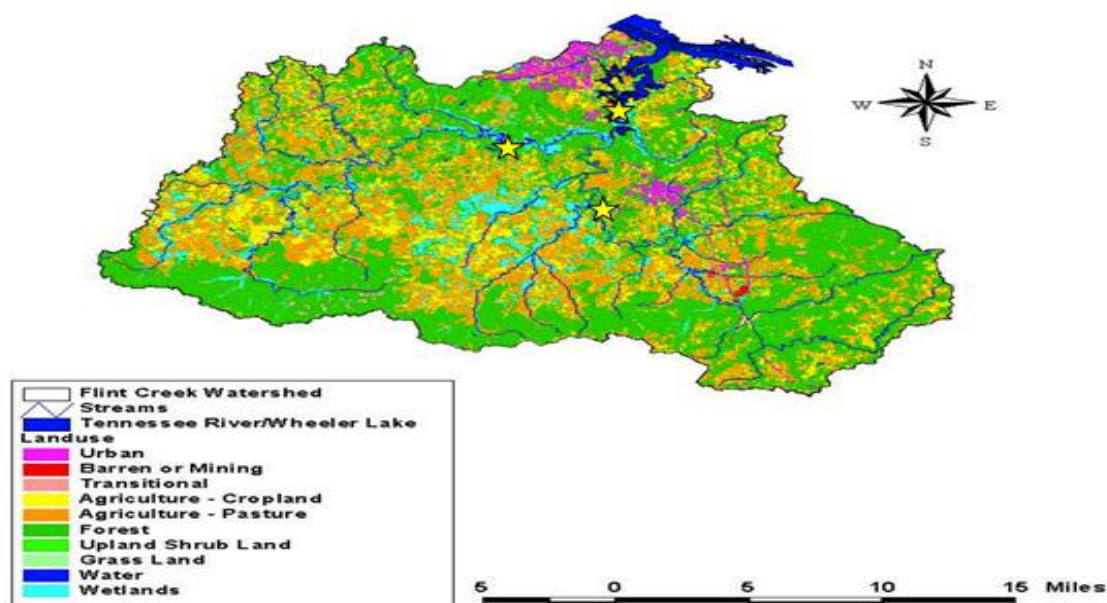 N
W E
S
Flint Creek Watershed
Streams
Tennessee River/Wheeler Lake
Landuse
Urban
Barren or Mining
Transitional
Agriculture - Cropland
Agriculture - Pasture
Forest
Upland Shrub Land
Grass Land
Water
Wetlands
5 0 5 10 15 Miles